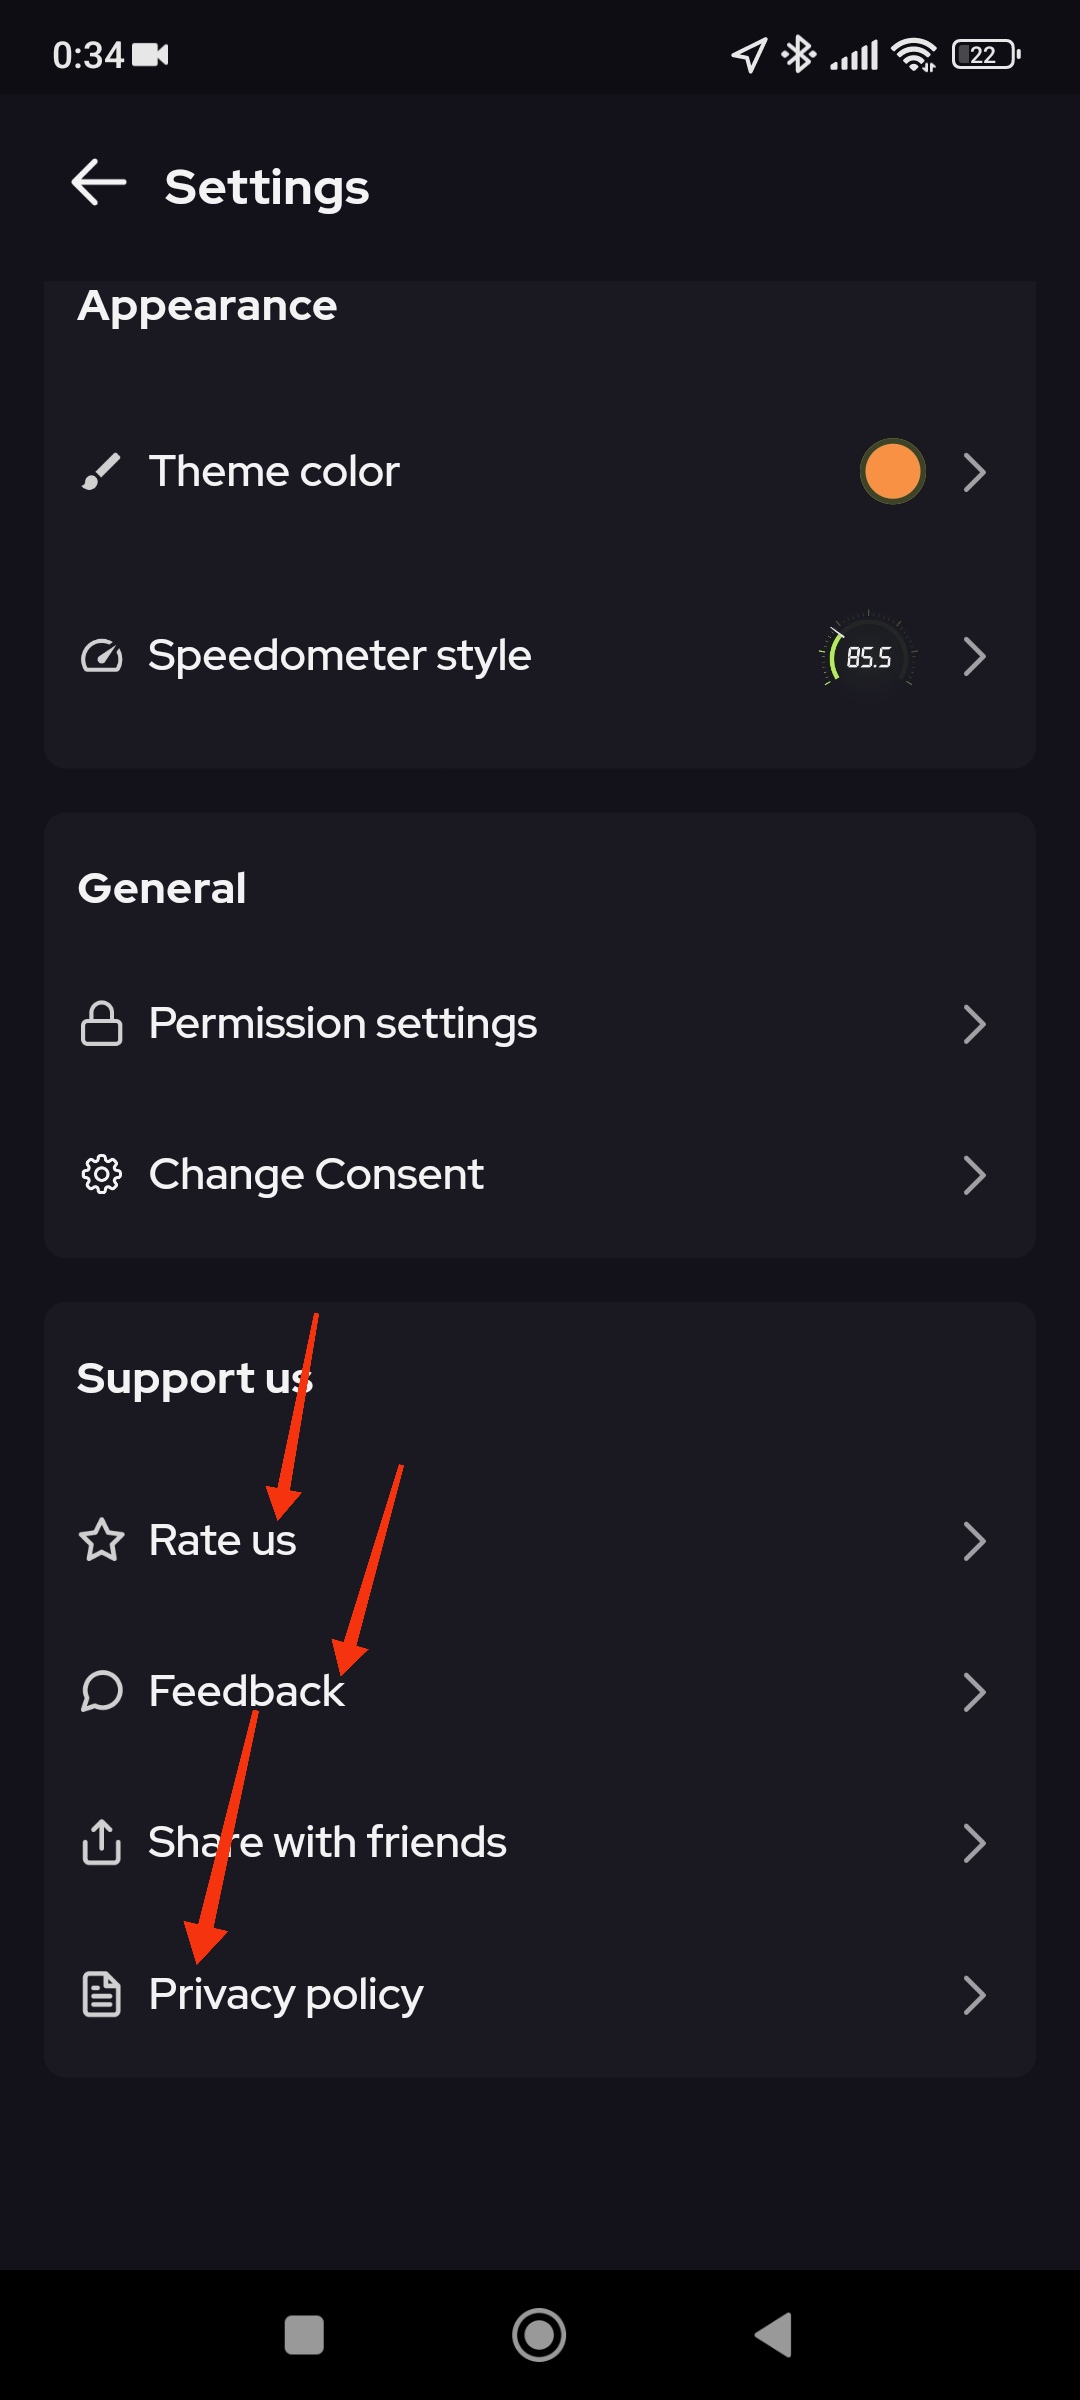 0:34
22
Settings
Appearance
Theme color
Speedometer style
85.5
General
Permission settings
Change Consent
Support us
Rate us
Feedback
Share with friends
Privacy policy